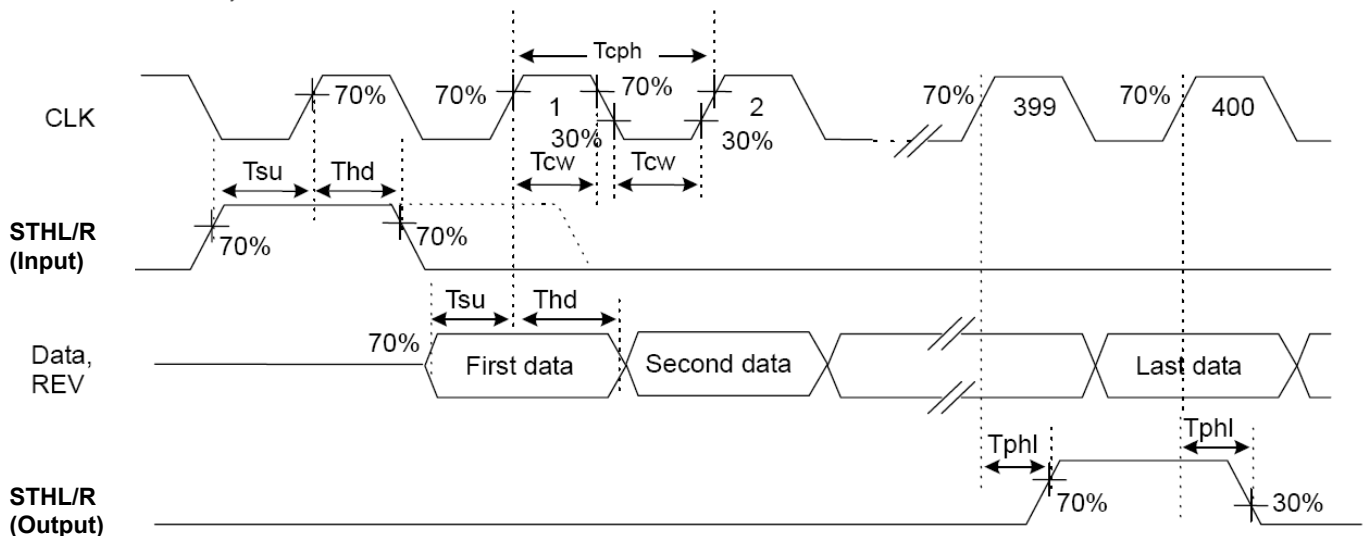 Tcph
CLK
70%
70%
1
30%
70%
2
30%
70%
399
70%
400
Tsu
Thd
Tcw
Tcw
STHL/R
(Input)
70%
70%
Tsu
Thd
Data,
REV
70%
First data
Second data
Last data
Tphl
Tphl
STHL/R
(Output)
70%
30%